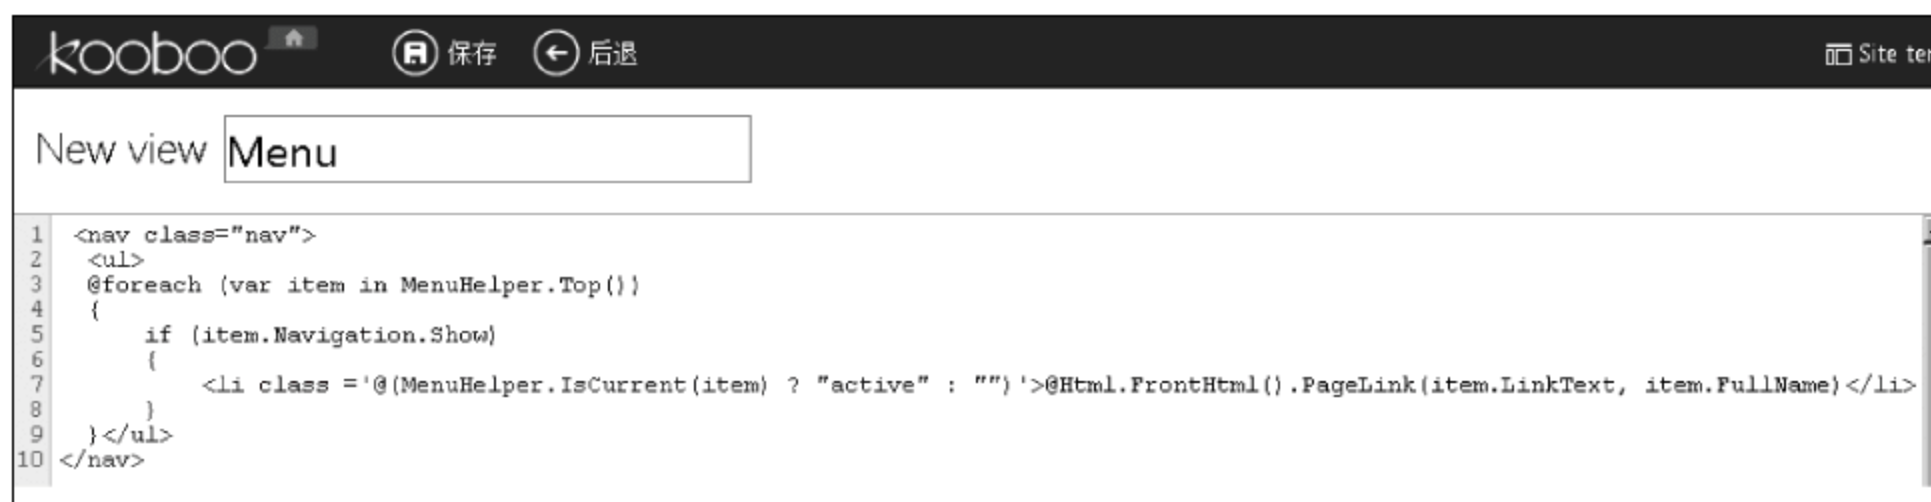 kooboo 保存 后退 Site
New view Menu
1 <nav class="nav">
2 <ul>
3 @foreach (var item in MenuHelper.Top())
4 {
5 if (item.Navigation.Show)
6 {
7 <li class ='@(MenuHelper.IsCurrent(item) ? "active" : "")'>@Html.FrontHtml().PageLink(item.LinkText, item.FullName)</li>
8 }
9 }</ul>
10 </nav>